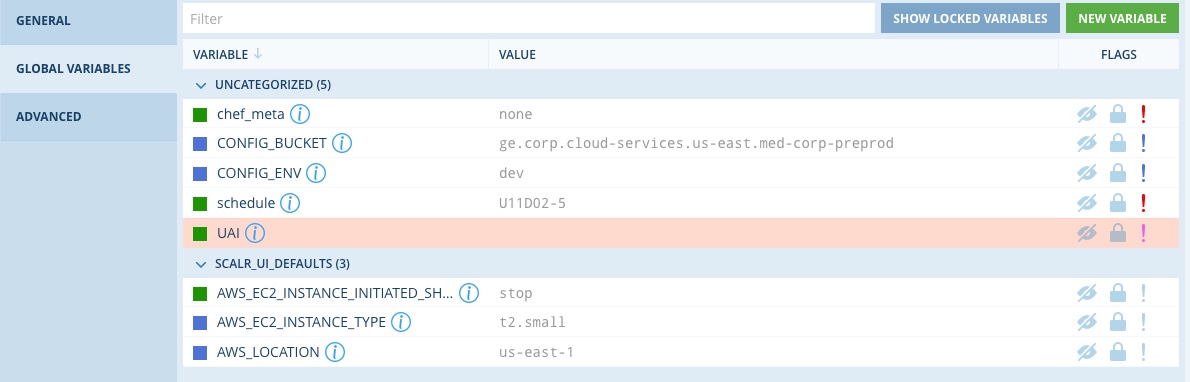 GENERAL
GLOBAL VARIABLES
ADVANCED
Filter
SHOW LOCKED VARIABLES
NEW VARIABLE
VARIABLE
VALUE
FLAGS
UNCATEGORIZED (5)
chef_meta
none
CONFIG_BUCKET
ge.corp.cloud-services.us-east.med-corp-preprod
CONFIG_ENV
dev
schedule
U11D02-5
UAI
SCALR_UI_DEFAULTS (3)
AWS_EC2_INSTANCE_INITIATED_SH...
stop
AWS_EC2_INSTANCE_TYPE
t2.small
AWS_LOCATION
us-east-1